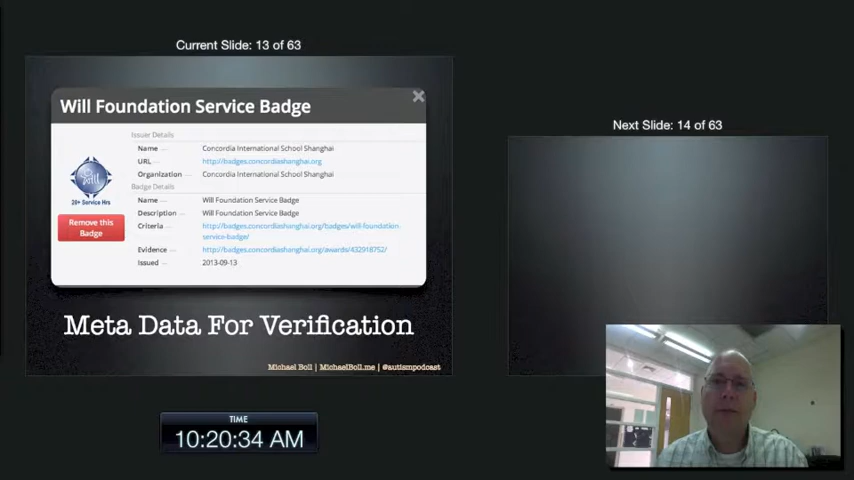 Current Slide: 13 of 63
Will Foundation Service Badge
Issuer Details
Name Concordia International School Shanghai
URL http://badges.concordiashanghai.org
Organization Concordia International School Shanghai
Badge Details
Name Will Foundation Service Badge
Description Will Foundation Service Badge
Criteria http://badges.concordiashanghai.org/badges/will-foundation-
service-badge/
Evidence http://badges.concordiashanghai.org/awards/432918752/
Issued 2013-09-13
will
20+ Service Hrs
Remove this
Badge
Meta Data For Verification
Michael Boll | MichaelBoll.me | @autismpodcast
Next Slide: 14 of 63
TIME
10:20:34 AM